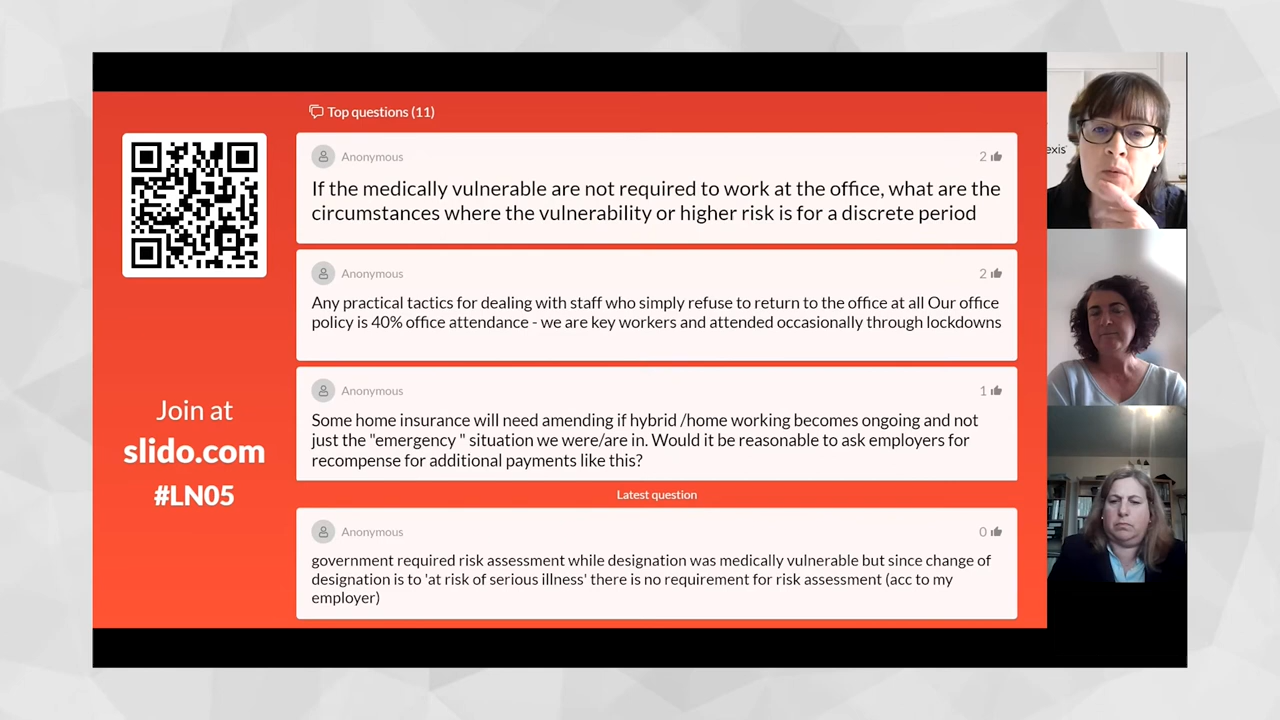 Top questions (11)
Anonymous
2
If the medically vulnerable are not required to work at the office, what are the
circumstances where the vulnerability or higher risk is for a discrete period
Anonymous
2
Any practical tactics for dealing with staff who simply refuse to return to the office at all Our office
policy is 40% office attendance - we are key workers and attended occasionally through lockdowns
Anonymous
1
Some home insurance will need amending if hybrid /home working becomes ongoing and not
just the "emergency " situation we were/are in. Would it be reasonable to ask employers for
recompense for additional payments like this?
Latest question
Anonymous
0
government required risk assessment while designation was medically vulnerable but since change of
designation is to 'at risk of serious illness' there is no requirement for risk assessment (acc to my
employer)
Join at
slido.com
#LN05
exis